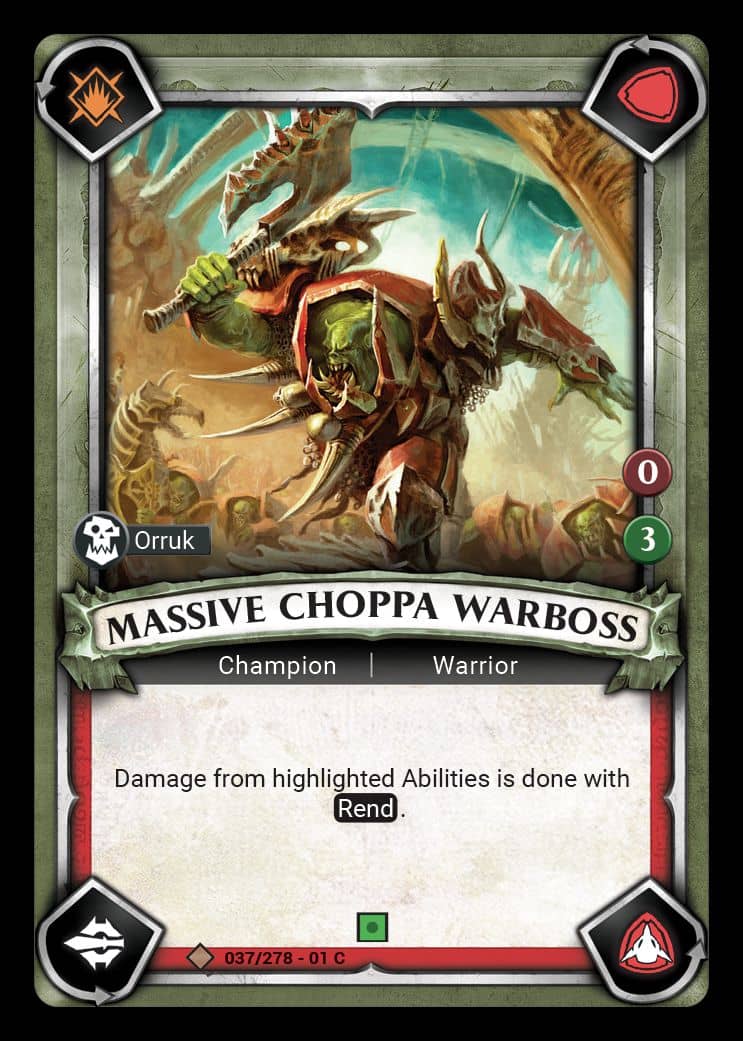 0
3
Orruk
MASSIVE CHOPPA WARBOSS
Champion | Warrior
Damage from highlighted Abilities is done with
Rend.
037/278 - 01 C